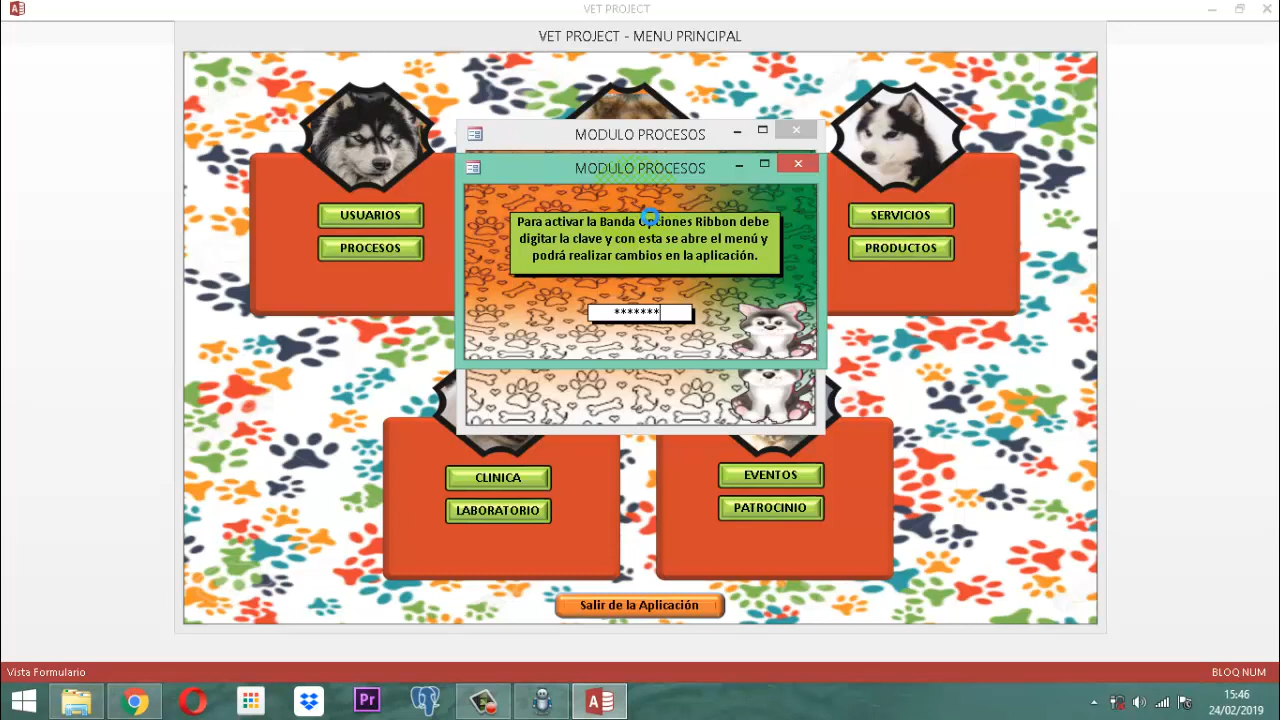 VET PROJECT
VET PROJECT - MENU PRINCIPAL
MODULO PROCESOS
MODULO PROCESOS
Para activar la Banda Opciones Ribbon debe
digitar la clave y con esta se abre el menú y
podrá realizar cambios en la aplicación.
*******
USUARIOS
PROCESOS
SERVICIOS
PRODUCTOS
CLINICA
LABORATORIO
EVENTOS
PATROCINIO
Salir de la Aplicación
Vista Formulario
BLOQ NUM
Pr
15:46
24/02/2019